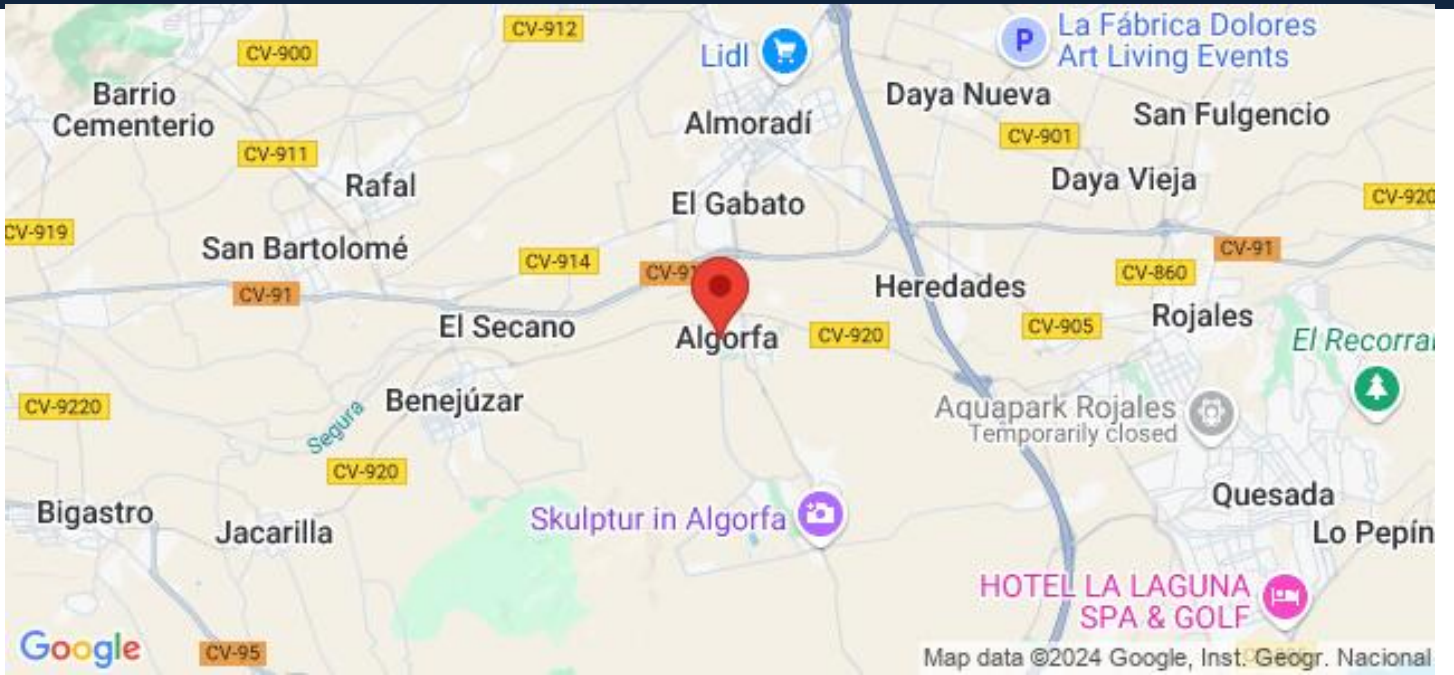 CV-912
La Fábrica Dolores
Art Living Events
CV-900
Lidl
Barrio
Cementerio
Daya Nueva
San Fulgencio
Almoradí
CV-901
CV-911
Rafal
Daya Vieja
CV-920
El Gabato
CV-919
San Bartolomé
CV-914
CV-91
CV-91
CV-860
CV-91
Heredades
El Secano
Algorfa
CV-920
CV-905
Rojales
El Recorral
CV-9220
Benejúzar
Segura
Aquapark Rojales
Temporarily closed
CV-920
Bigastro
Jacarilla
Skulptur in Algorfa
Quesada
Lo Pepín
HOTEL LA LAGUNA
SPA & GOLF
Google
CV-95
Map data ©2024 Google, Inst. Geogr. Nacional